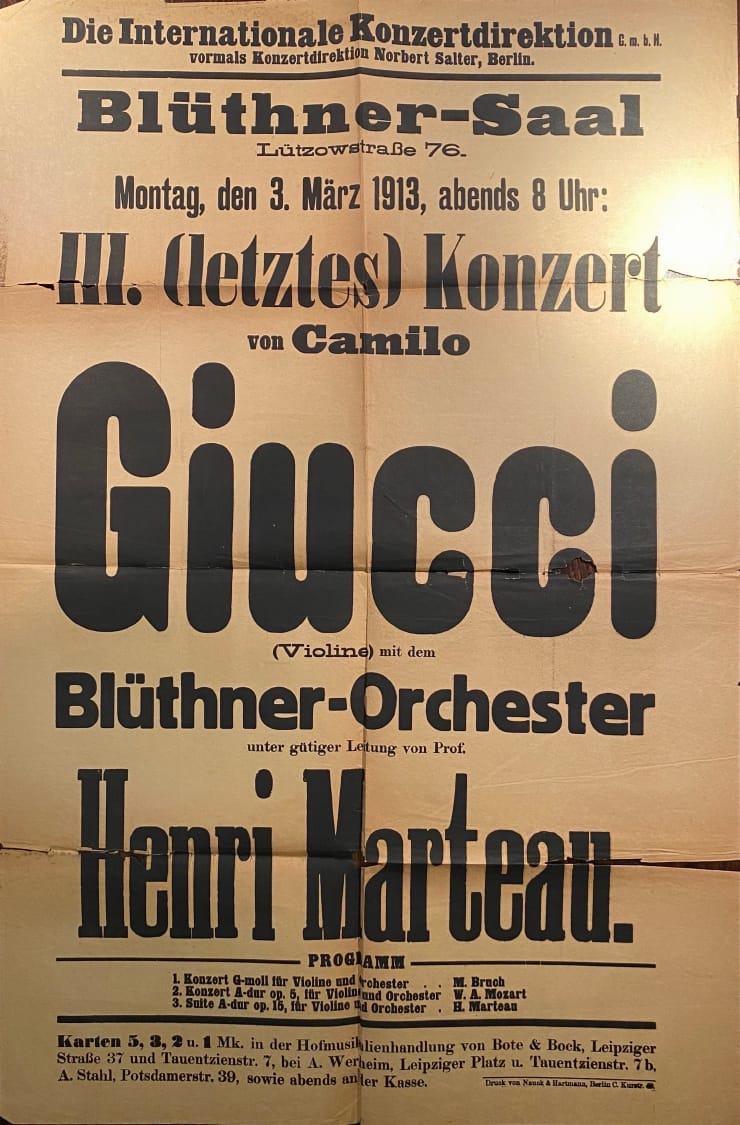 Die Internationale Konzertdirektion G. m. b. H.
vormals Konzertdirektion Norbert Salter, Berlin.
Blüthner-Saal
Lützowstraße 76.
Montag, den 3. März 1913, abends 8 Uhr:
III. (letztes) Konzert
von Camilo
Giucci
(Violine) mit dem
Blüthner-Orchester
unter gütiger Leitung von Prof.
Henri Marteau.
PROGRAMM
1. Konzert G-moll für Violine und Orchester . . M. Bruch
2. Konzert A-dur op. 5, für Violine und Orchester W. A. Mozart
3. Suite A-dur op. 15, für Violine und Orchester . H. Marteau
Karten 5, 3, 2 u. 1 Mk. in der Hofmusikalienhandlung von Bote & Bock, Leipziger
Straße 37 und Tauentzienstr. 7, bei A. Wertheim, Leipziger Platz u. Tauentzienstr. 7b,
A. Stahl, Potsdamerstr. 39, sowie abends an der Kasse.
Druck von Nauck & Hartmann, Berlin C. Kurstr.